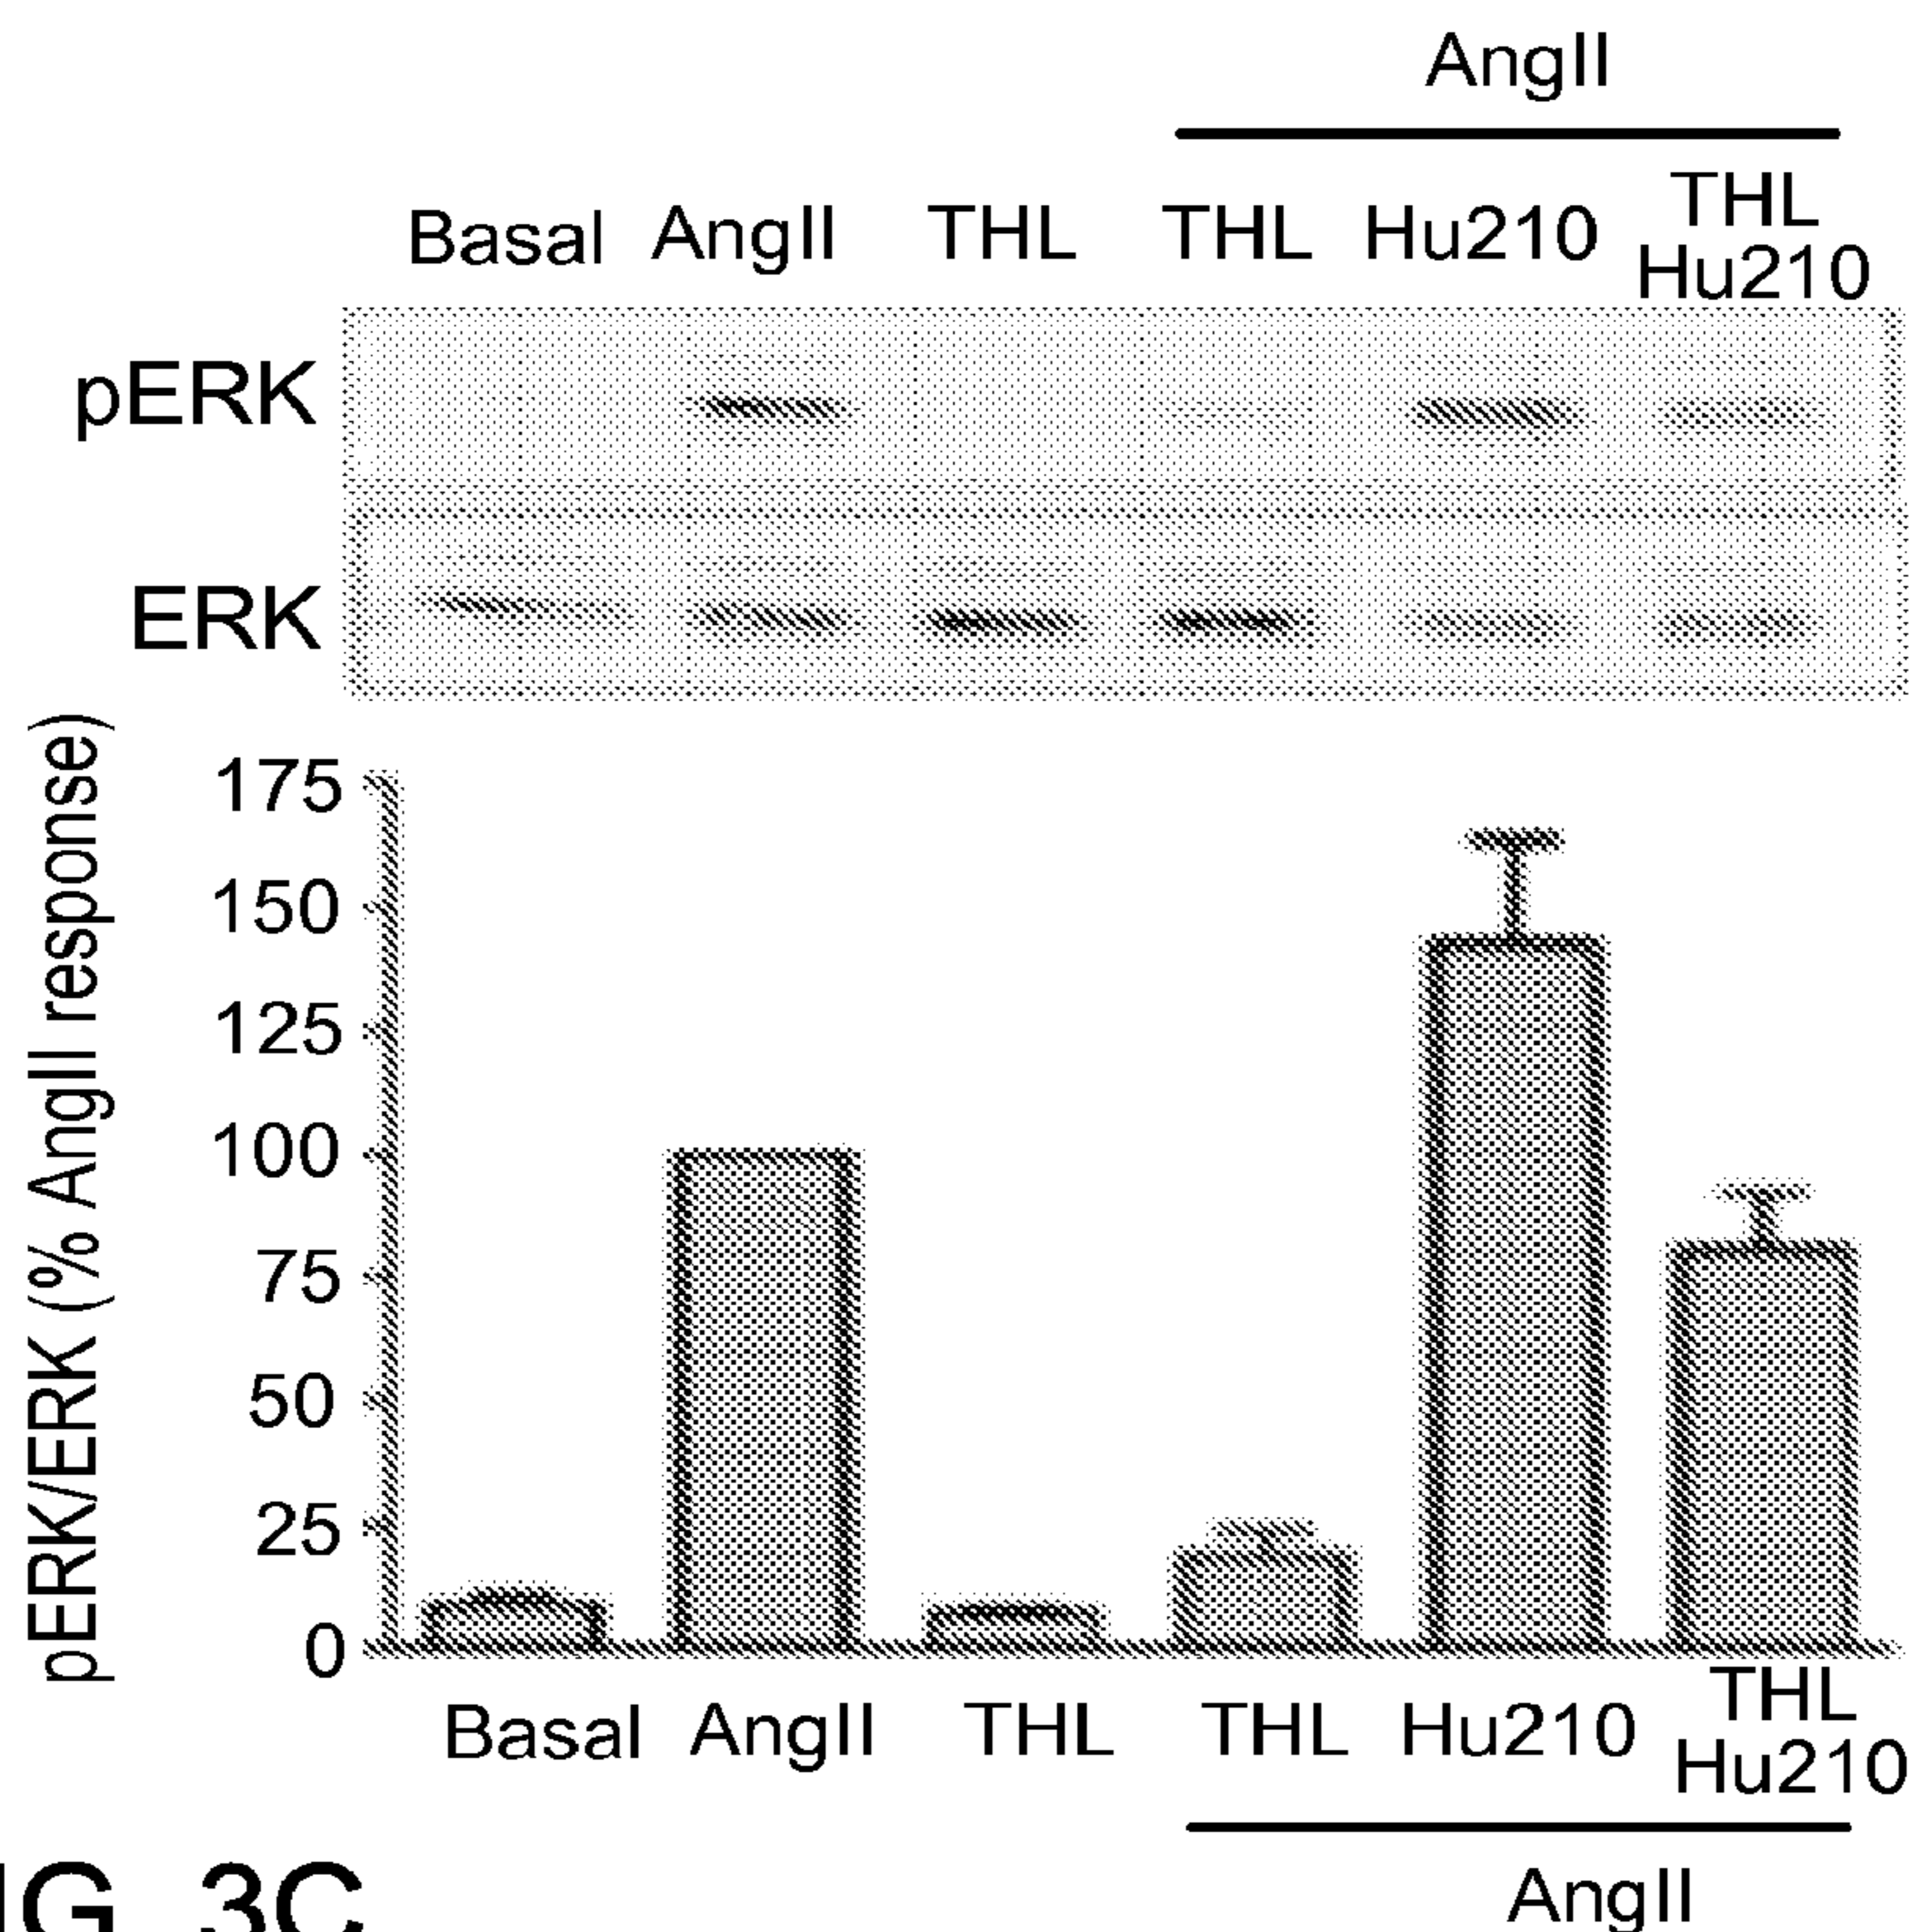 AngII
Basal AngII THL THL Hu210 THL
Hu210
pERK
ERK
pERK/ERK (% AngII response)
175
150
125
100
75
50
25
0
Basal AngII THL THL Hu210 THL
Hu210
AngII
3C